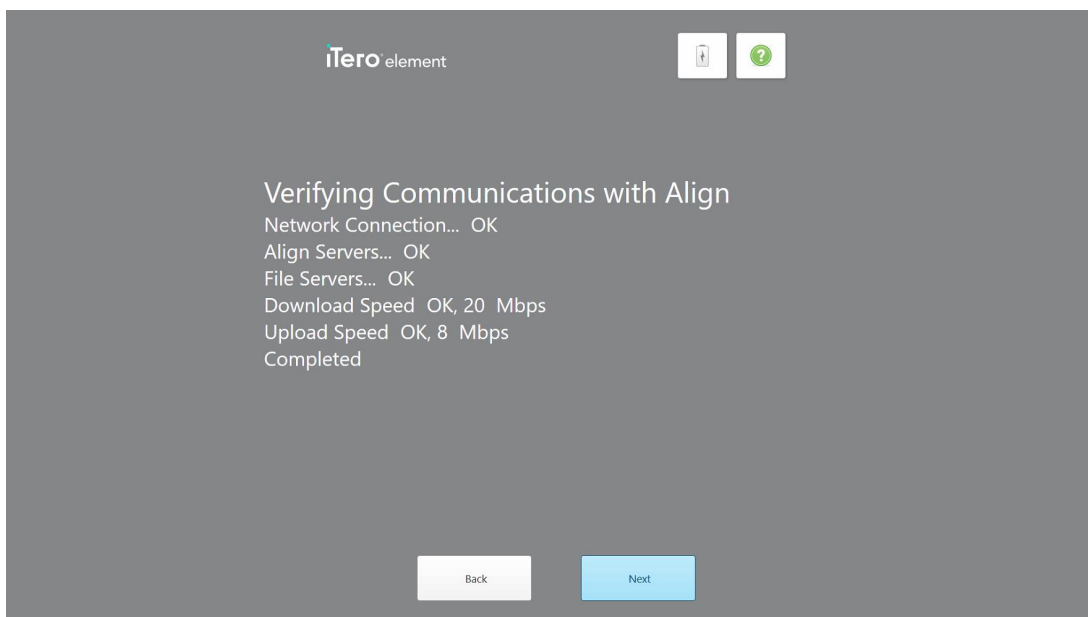 iTero element
Verifying Communications with Align
Network Connection... OK
Align Servers... OK
File Servers... OK
Download Speed OK, 20 Mbps
Upload Speed OK, 8 Mbps
Completed
Back Next